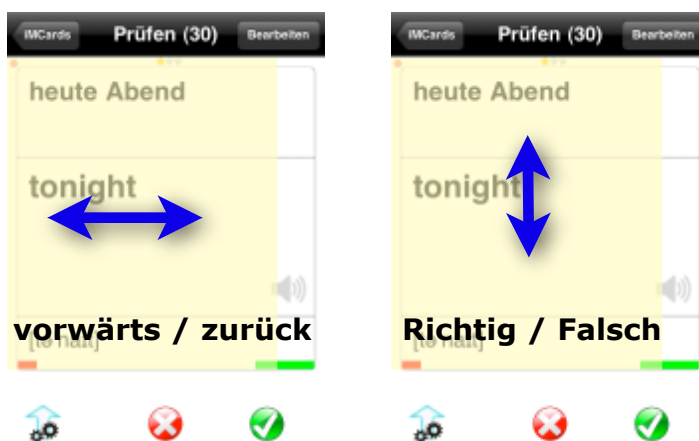 iMCards Prüfen (30) Bearbeiten
heute Abend
tonight
vorwärts / zurück
iMCards Prüfen (30) Bearbeiten
heute Abend
tonight
Richtig / Falsch